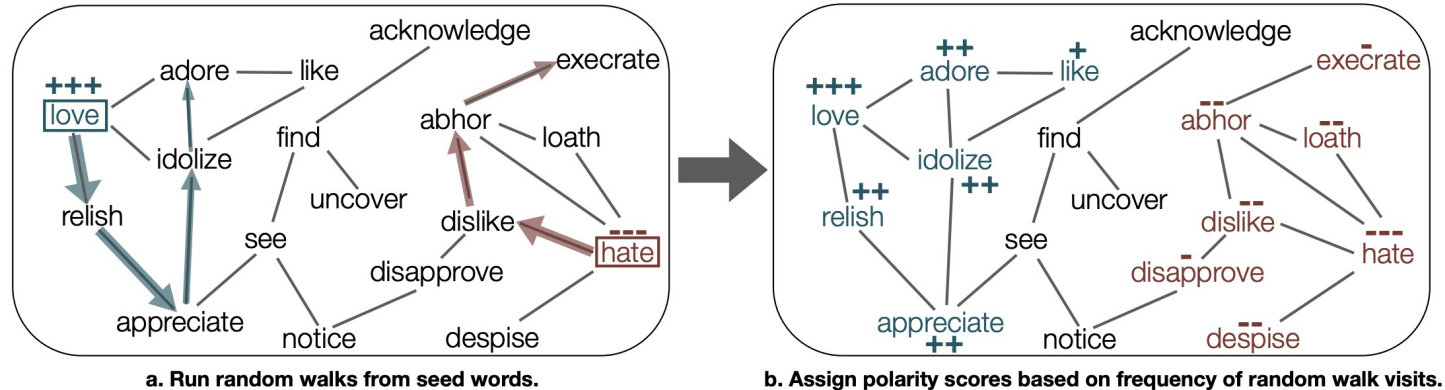 acknowledge
adore
like
execrate
+++
love
abhor
loath
find
idolize
uncover
relish
dislike
see
---
hate
disapprove
appreciate
notice
despise
a. Run random walks from seed words.
acknowledge
++
adore
+
like
-
execrate
+++
love
--
abhor
--
loath
find
idolize
++
uncover
++
relish
--
dislike
see
---
hate
-
disapprove
appreciate
++
notice
--
despise
b. Assign polarity scores based on frequency of random walk visits.